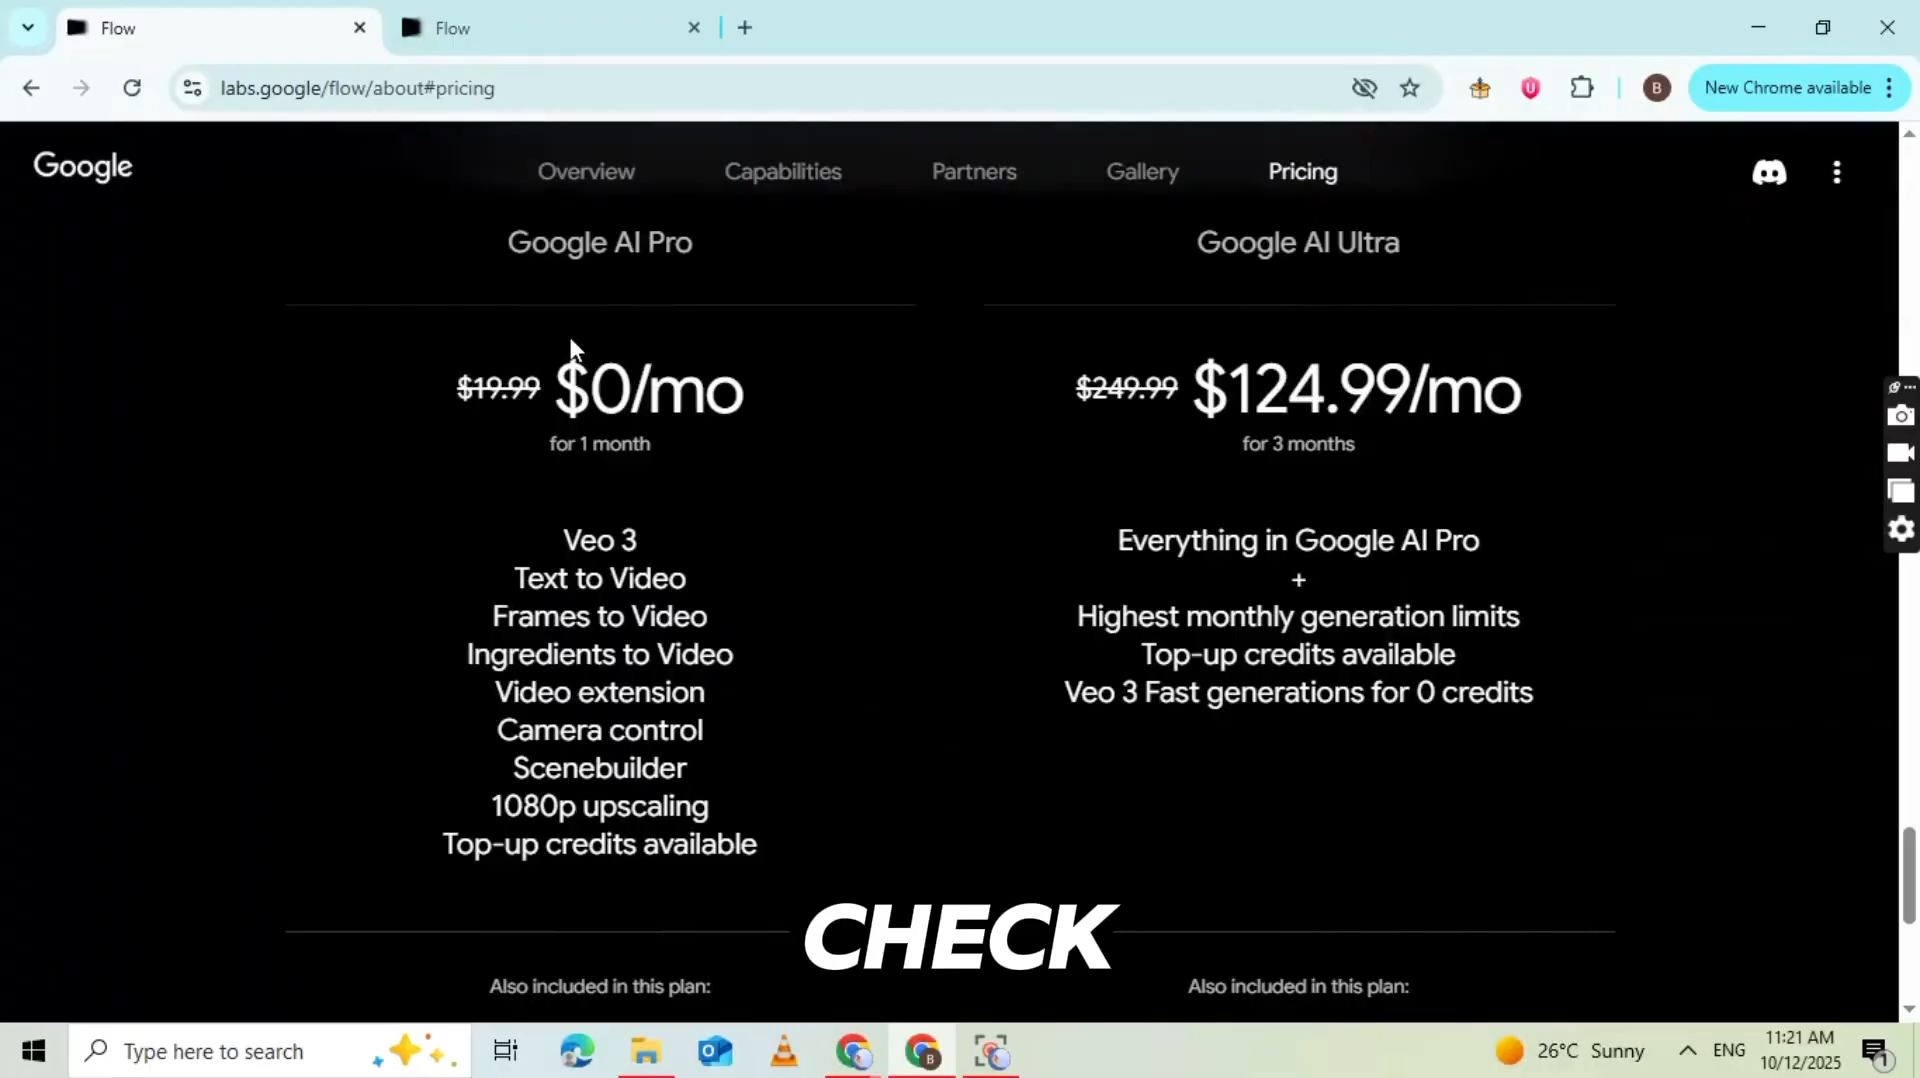 Flow
Flow
labs.google/flow/about#pricing
B
New Chrome available
Google
Overview
Capabilities
Partners
Gallery
Pricing
Google AI Pro
$19.99 $0/mo
for 1 month
Veo 3
Text to Video
Frames to Video
Ingredients to Video
Video extension
Camera control
Scenebuilder
1080p upscaling
Top-up credits available
Also included in this plan:
Google AI Ultra
$249.99 $124.99/mo
for 3 months
Everything in Google AI Pro
+
Highest monthly generation limits
Top-up credits available
Veo 3 Fast generations for 0 credits
Also included in this plan:
CHECK
Type here to search
26°C Sunny
ENG
11:21 AM
10/12/2025
1